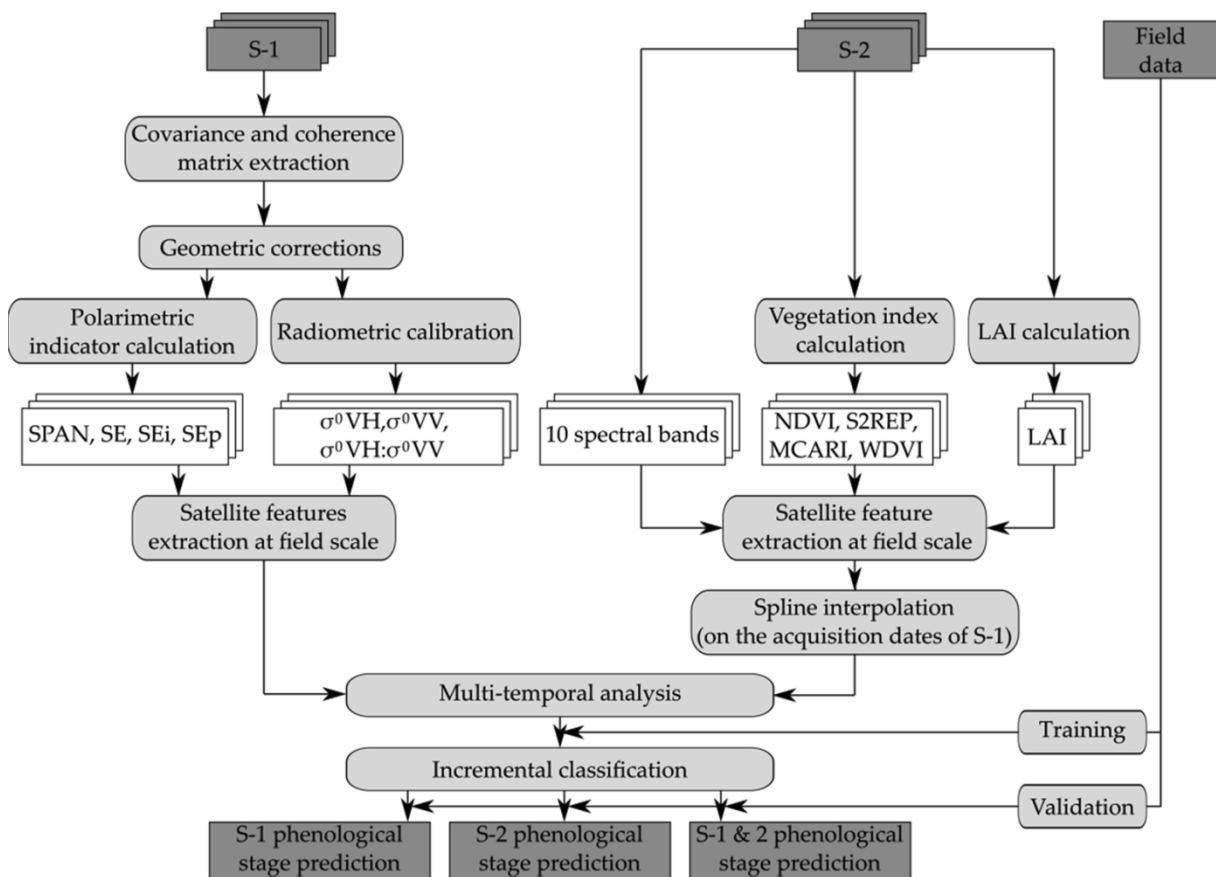 S-1
S-2
Field
data
Covariance and coherence
matrix extraction
Geometric corrections
Polarimetric
indicator calculation
Radiometric calibration
Vegetation index
calculation
LAI calculation
SPAN, SE, SEi, SEp
σ⁰VH,σ⁰VV,
σ⁰VH:σ⁰VV
10 spectral bands
NDVI, S2REP,
MCARI, WDVI
LAI
Satellite features
extraction at field scale
Satellite feature
extraction at field scale
Spline interpolation
(on the acquisition dates of S-1)
Multi-temporal analysis
Training
Incremental classification
Validation
S-1 phenological
stage prediction
S-2 phenological
stage prediction
S-1 & 2 phenological
stage prediction